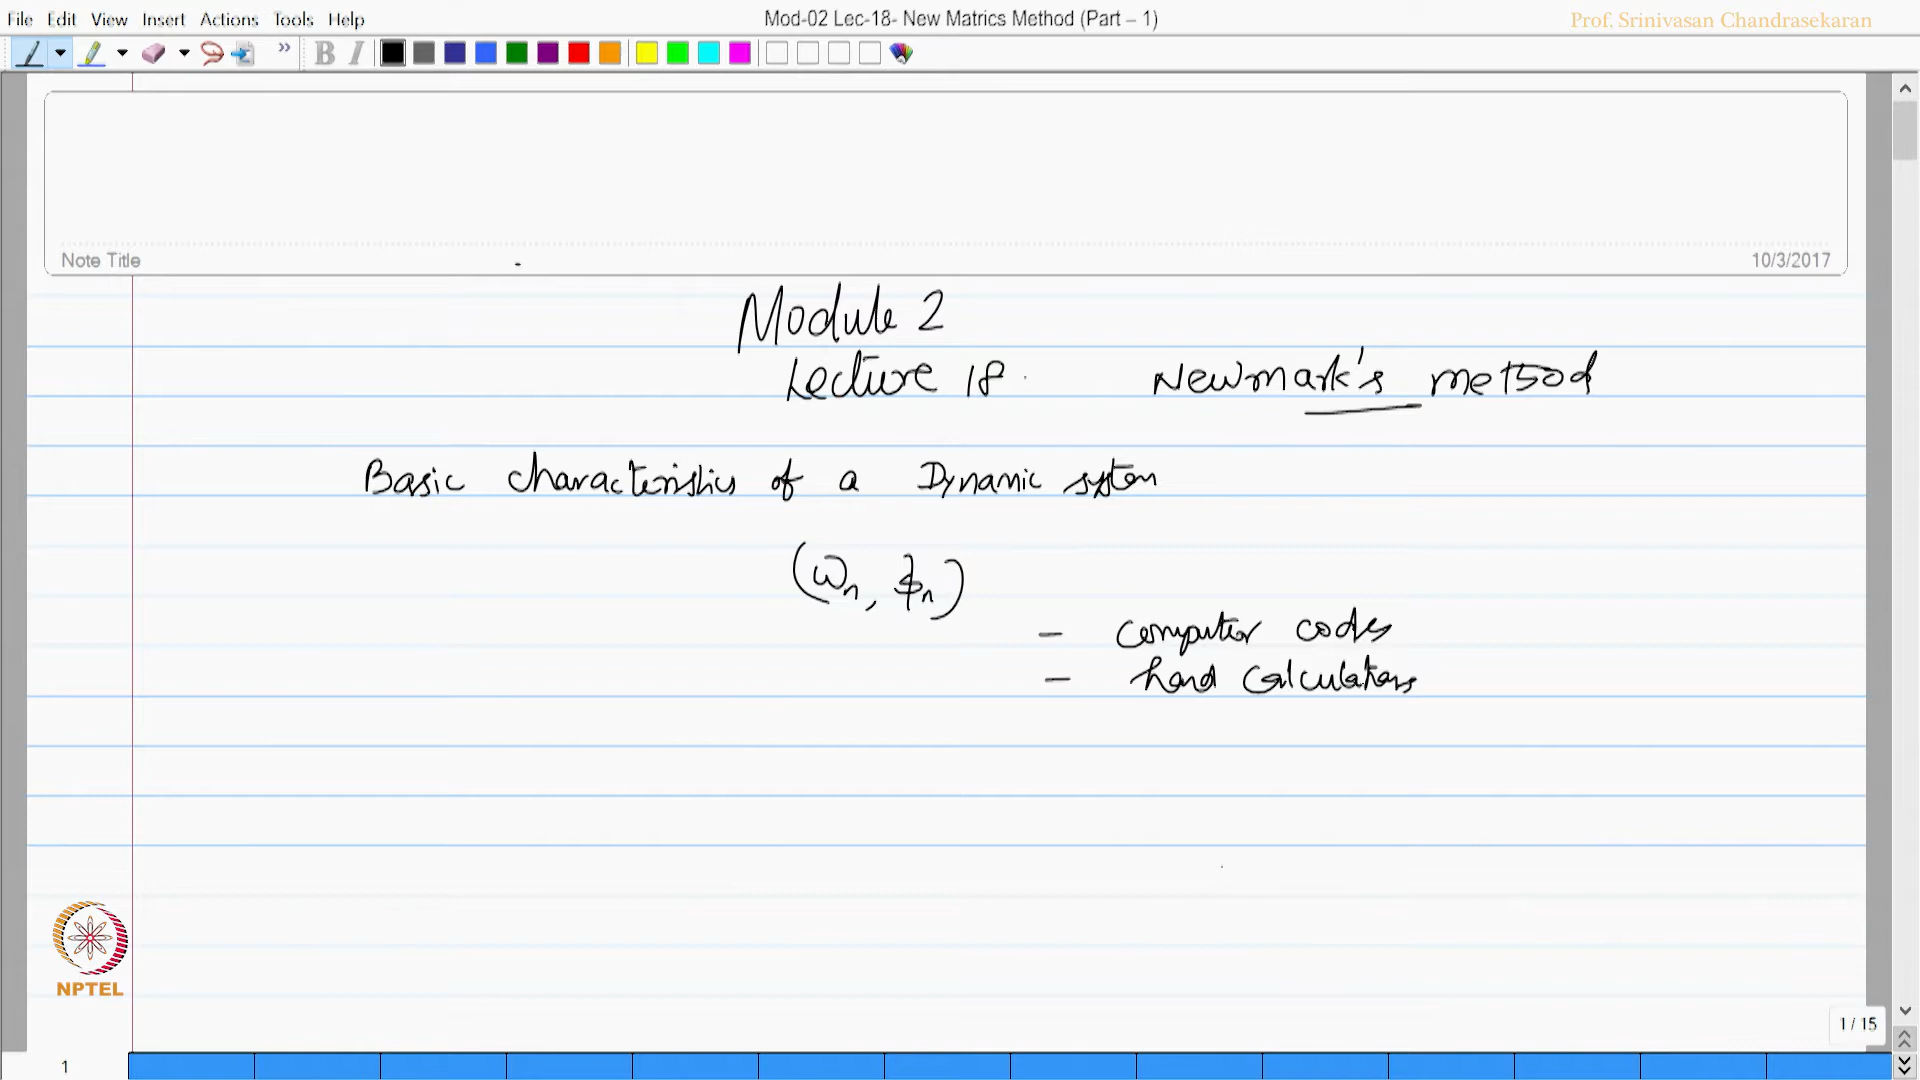 File Edit View Insert Actions Tools Help
Mod-02 Lec-18- New Matrics Method (Part – 1)
Prof. Srinivasan Chandrasekaran
B I
Note Title
10/3/2017
Module 2
Lecture 18 Newmark's method
Basic characteristics of a Dynamic system
(ωn, ϕn)
- computer codes
- hand calculations
NPTEL
1 / 15
1